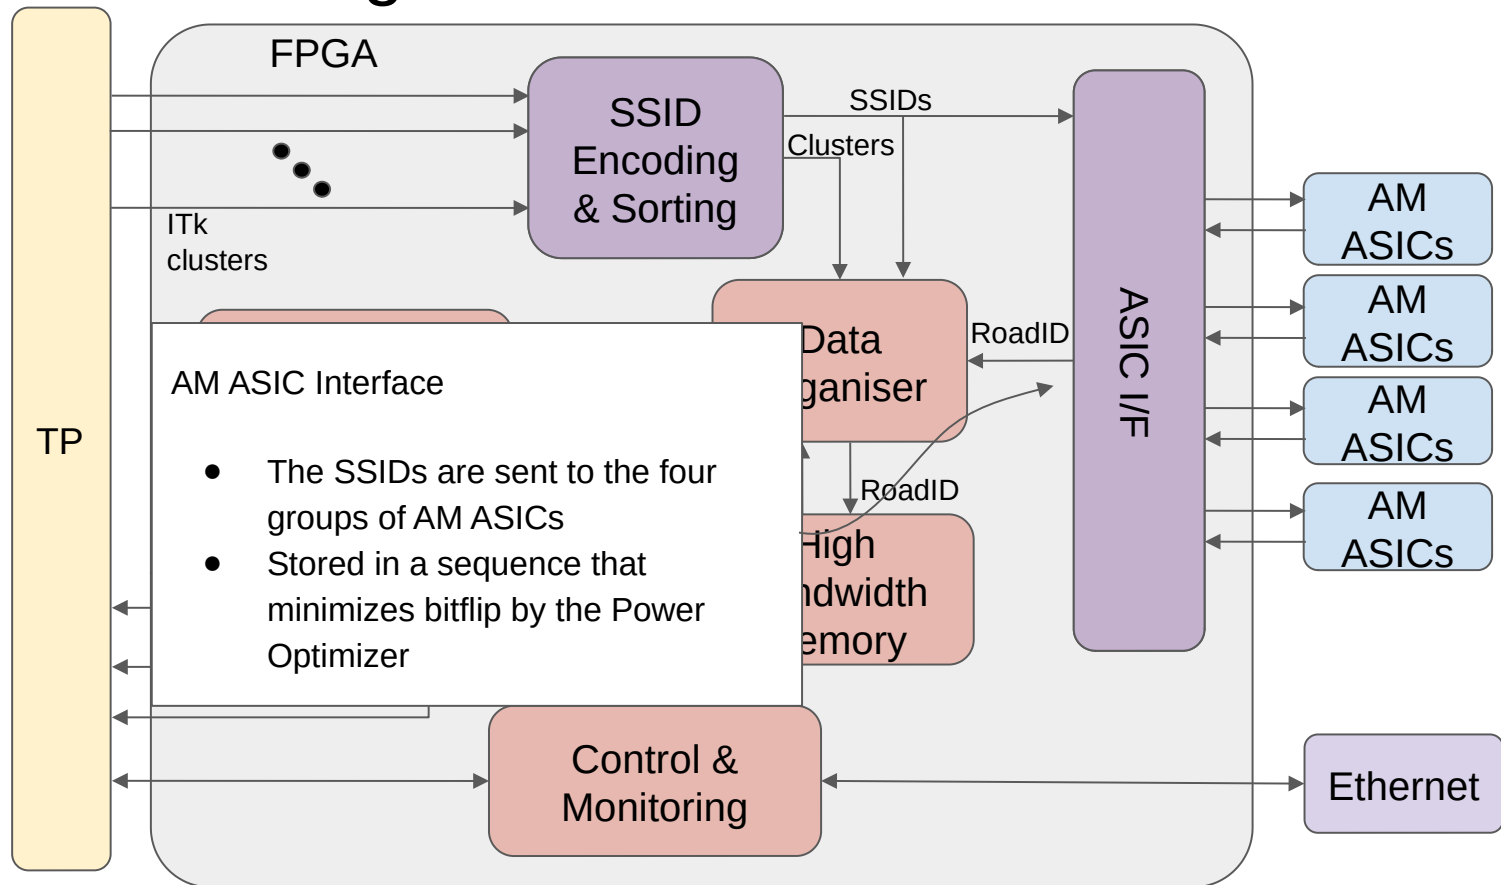 FPGA
TP
ITk
clusters
SSID
Encoding
& Sorting
SSIDs
Clusters
Data
ganiser
RoadID
RoadID
High
ndwidth
emory
ASIC I/F
AM
ASICs
AM
ASICs
AM
ASICs
AM
ASICs
AM ASIC Interface
● The SSIDs are sent to the four
groups of AM ASICs
● Stored in a sequence that
minimizes bitflip by the Power
Optimizer
Control &
Monitoring
Ethernet